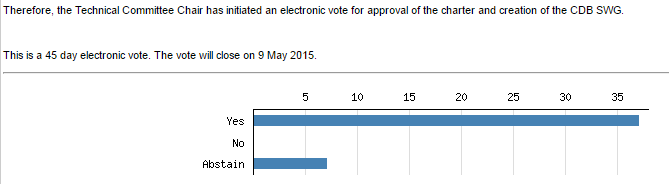 Therefore, the Technical Committee Chair has initiated an electronic vote for approval of the charter and creation of the CDB SWG.
This is a 45 day electronic vote. The vote will close on 9 May 2015.
5 10 15 20 25 30 35
Yes
No
Abstain